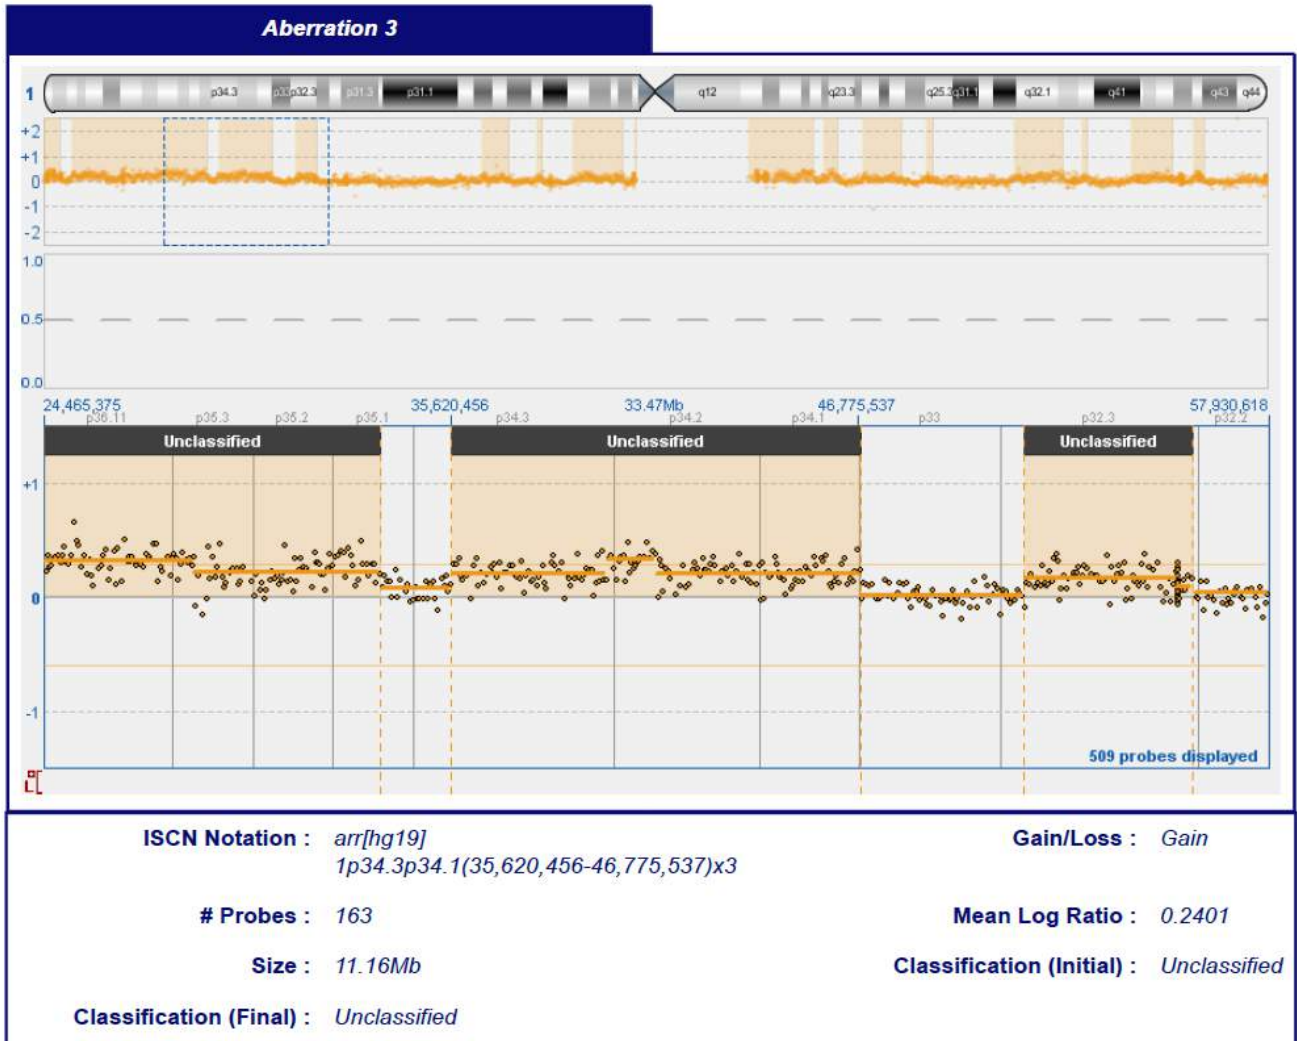 Aberration 3
1
p34.3 p33 p32.3 p31.3 p31.1 q12 q23.3 q25.3 q31.1 q32.1 q41 q43 q44
+2
+1
0
-1
-2
1.0
0.5
0.0
24,465,375 35,620,456 33.47Mb 46,775,537 57,930,618
p36.11 p35.3 p35.2 p35.1 p34.3 p34.2 p34.1 p33 p32.3 p32.2
Unclassified Unclassified Unclassified
+1
0
-1
509 probes displayed
ISCN Notation : arr[hg19] Gain/Loss : Gain
1p34.3p34.1(35,620,456-46,775,537)x3
# Probes : 163 Mean Log Ratio : 0.2401
Size : 11.16Mb Classification (Initial) : Unclassified
Classification (Final) : Unclassified